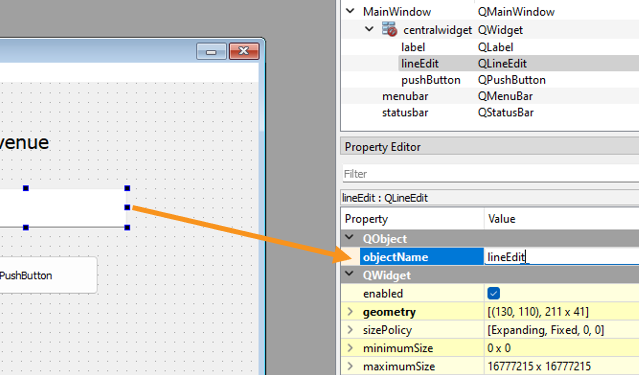 MainWindow QMainWindow
centralwidget QWidget
label QLabel
lineEdit QLineEdit
pushButton QPushButton
menubar QMenuBar
statusbar QStatusBar
venue
PushButton
Property Editor
Filter
lineEdit : QLineEdit
Property Value
QObject
objectName lineEdit
QWidget
enabled
geometry [(130, 110), 211 x 41]
sizePolicy [Expanding, Fixed, 0, 0]
minimumSize 0 x 0
maximumSize 16777215 x 16777215